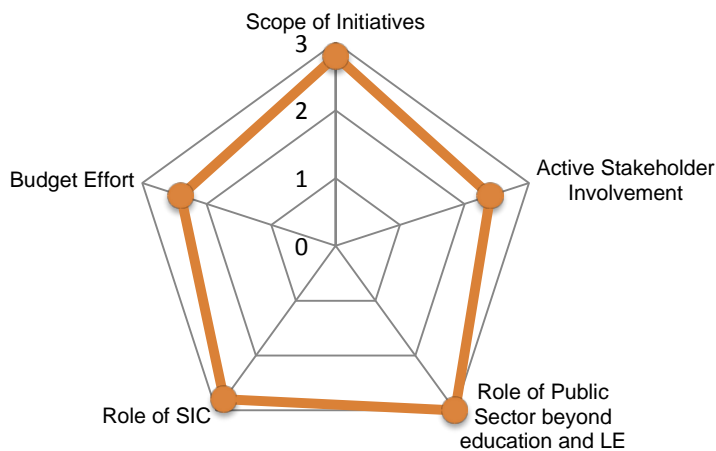 Scope of Initiatives
3
2
1
0
Active Stakeholder
Involvement
Budget Effort
Role of SIC
Role of Public
Sector beyond
education and LE